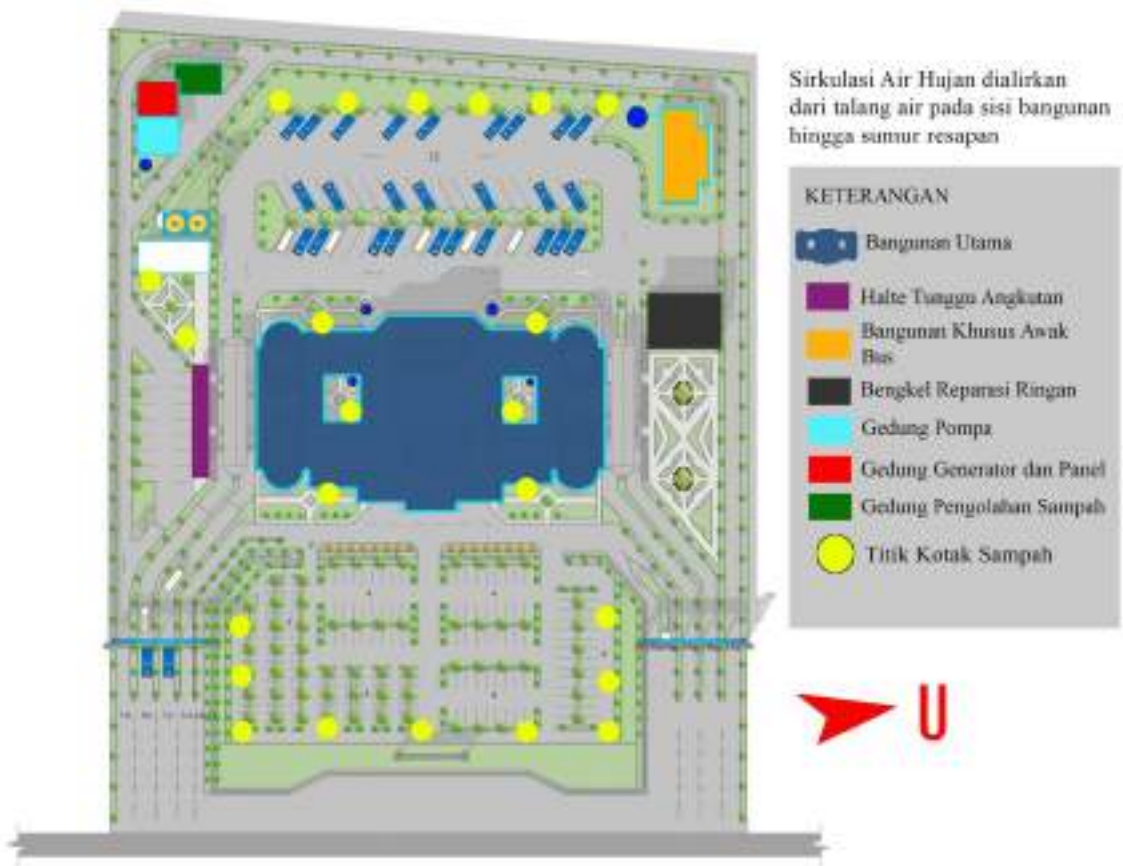 Sirkulasi Air Hujan dialirkan
dari talang air pada sisi bangunan
hingga sumur resapan
KETERANGAN
Bangunan Utama
Halte Tunggu Angkutan
Bangunan Khusus Awak
Bus
Bengkel Reparasi Ringan
Gedung Pompa
Gedung Generator dan Panel
Gedung Pengolahan Sampah
Titik Kotak Sampah
U